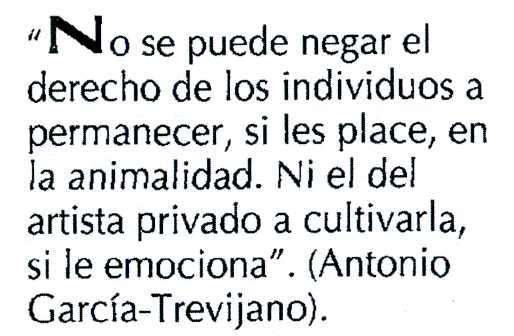 “No se puede negar el
derecho de los individuos a
permanecer, si les place, en
la animalidad. Ni el del
artista privado a cultivarla,
si le emociona”. (Antonio
García-Trevijano).